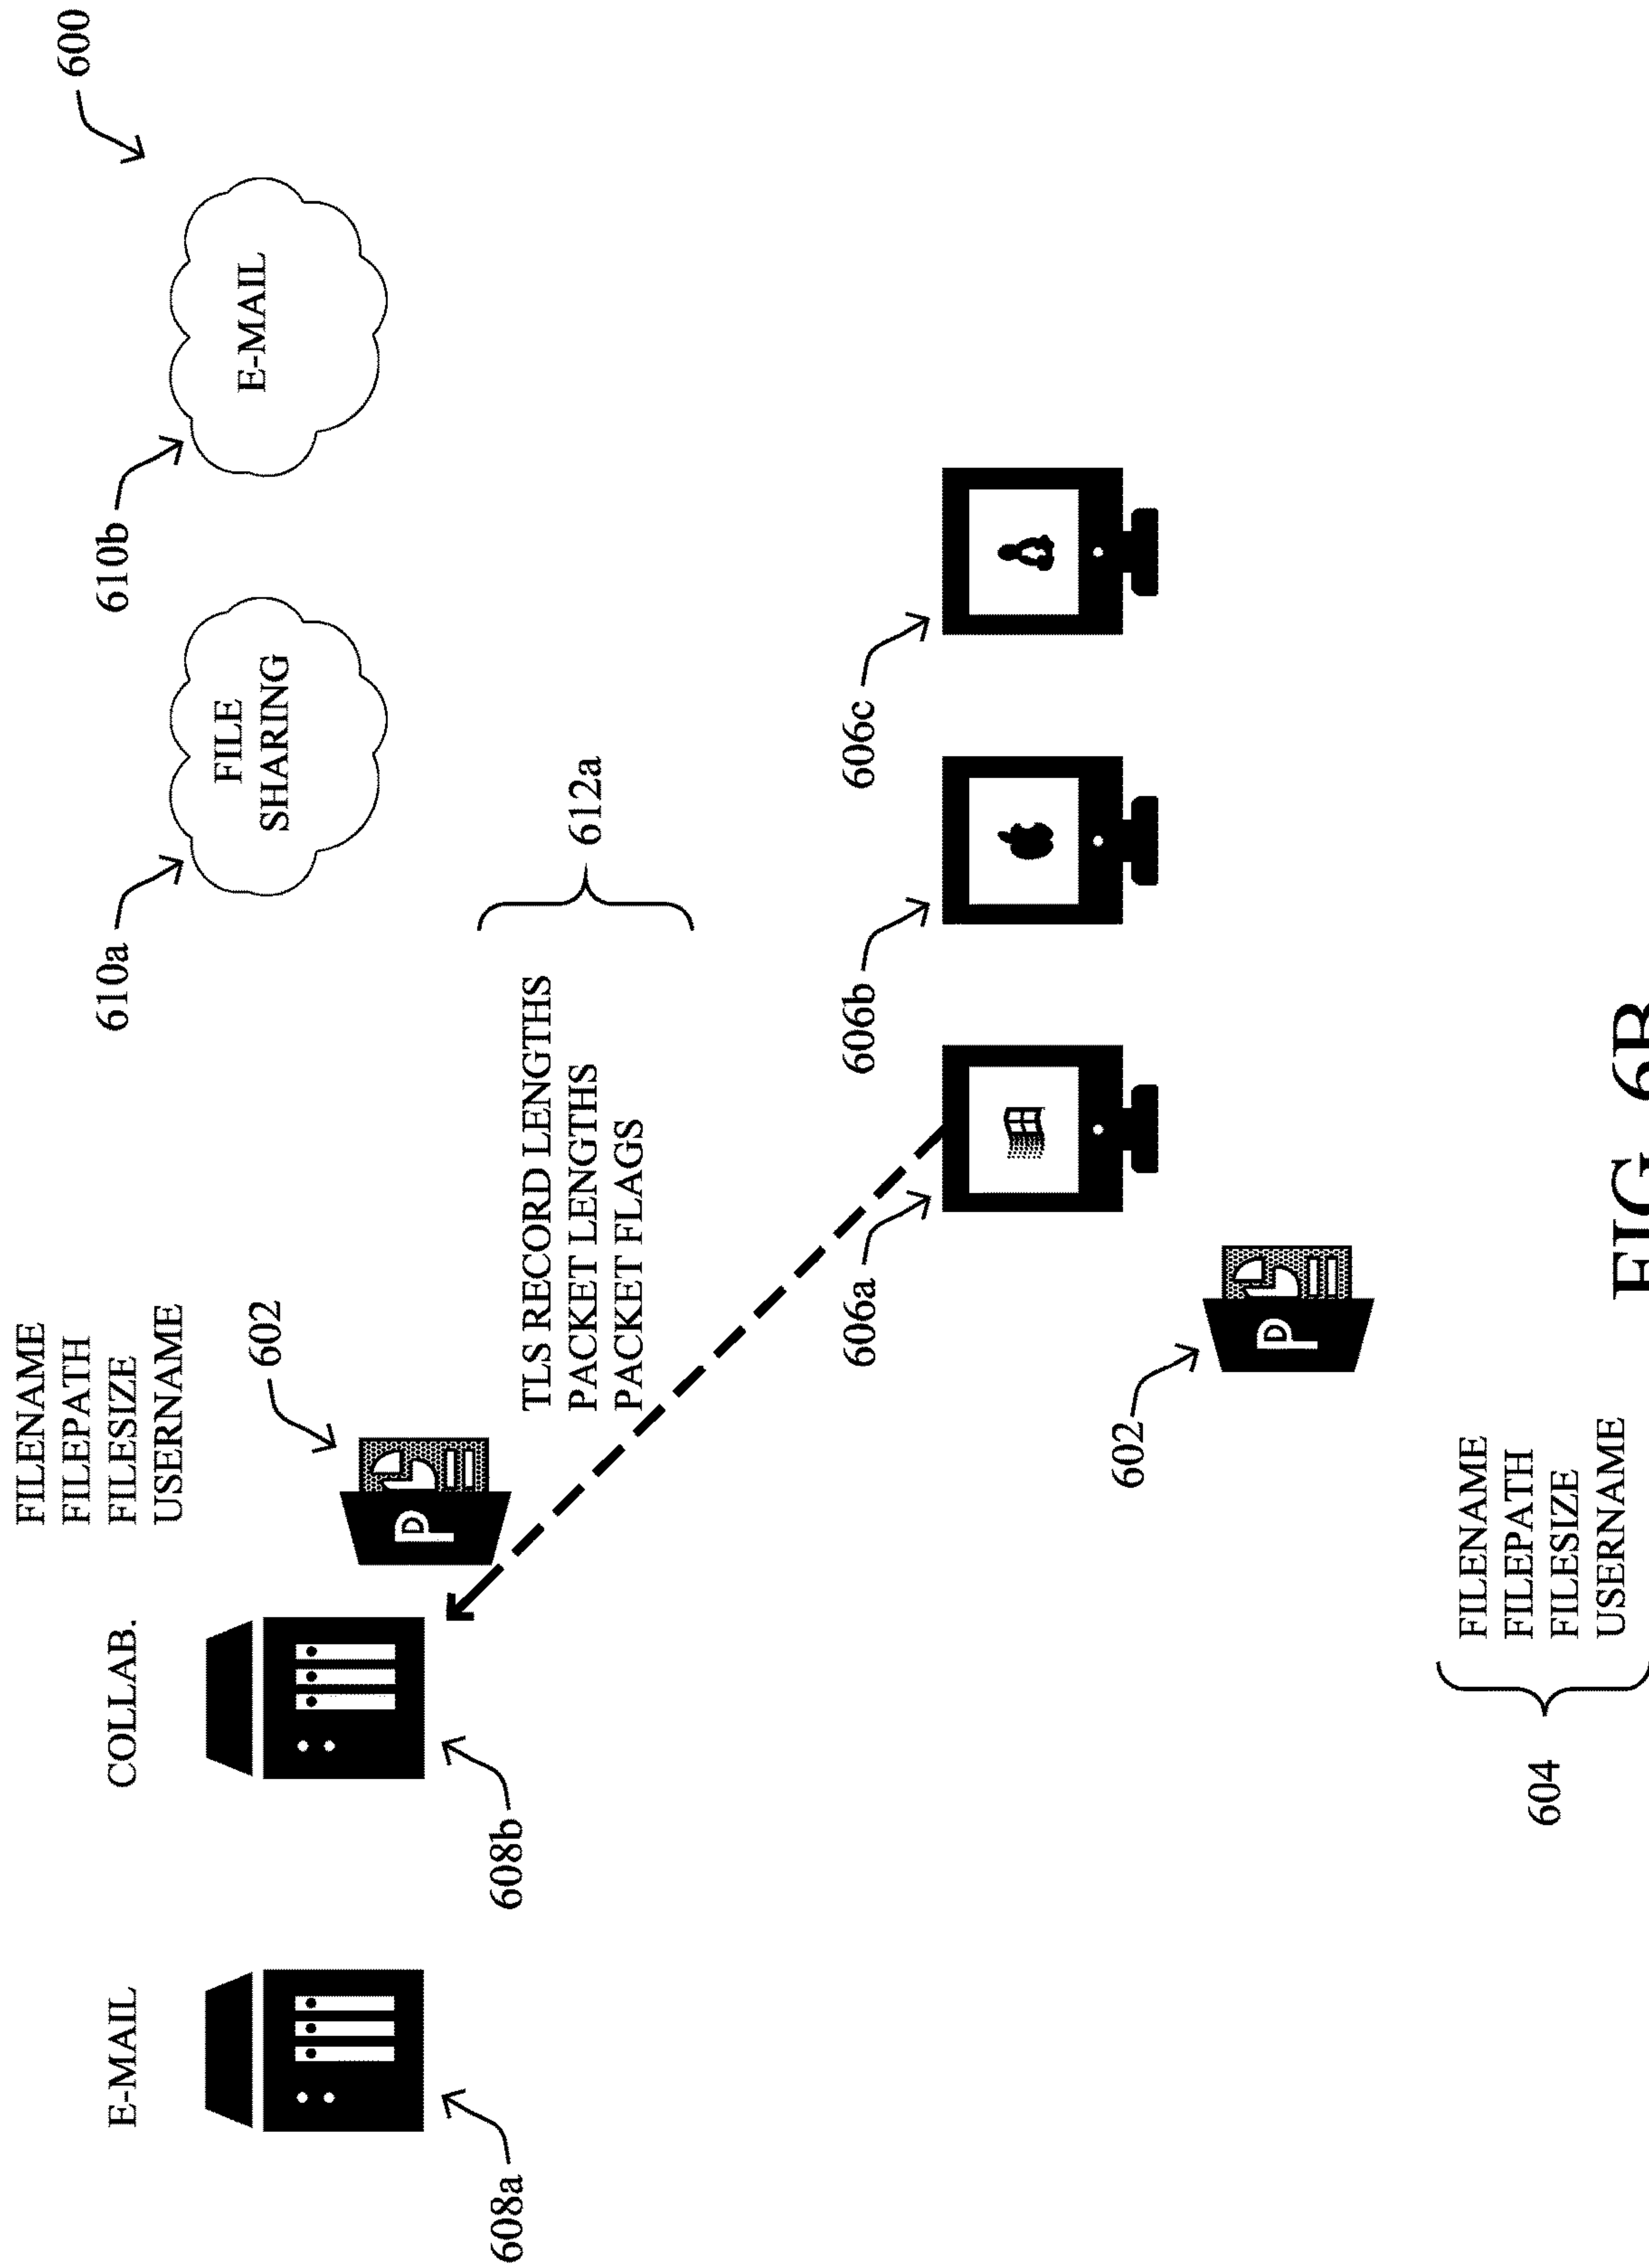 FILENAME
FILEPATH
FILESIZE
USERNAME
600
E-MAIL
COLLAB.
610a
610b
FILE
SHARING
E-MAIL
602
P
608a
608b
TLS RECORD LENGTHS
PACKET LENGTHS
PACKET FLAGS
612a
606a
606b
606c
602
P
604
FILENAME
FILEPATH
FILESIZE
USERNAME
FIG. 6B